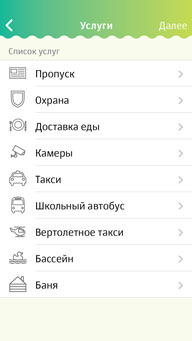 Услуги
Далее
Список услуг
Пропуск
Охрана
Доставка еды
Камеры
Такси
Школьный автобус
Вертолетное такси
Бассейн
Баня